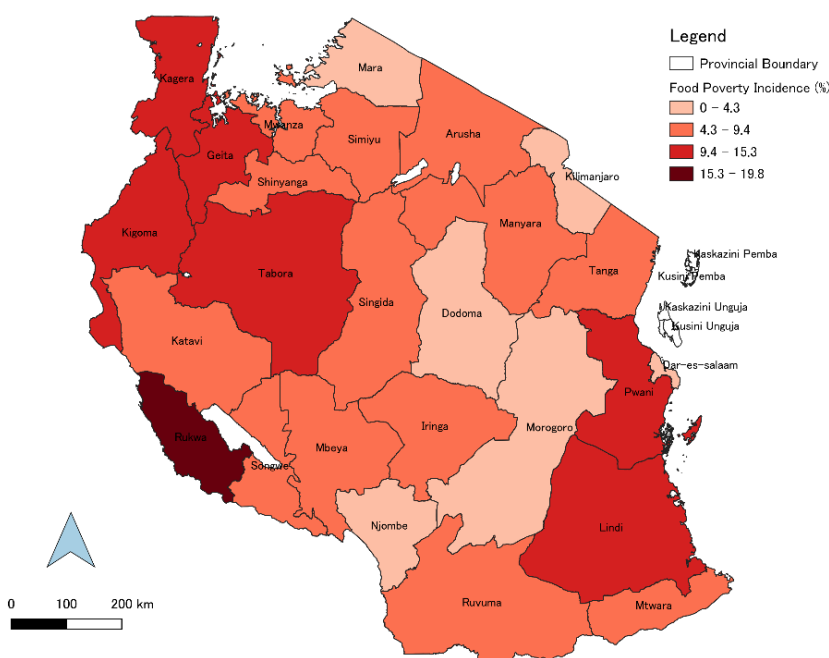 Legend
Provincial Boundary
Food Poverty Incidence (%)
0 - 4.3
4.3 - 9.4
9.4 - 15.3
15.3 - 19.8
Mara
Kagera
Mwanza
Simiyu
Arusha
Geita
Shinyanga
Kilimanjaro
Manyara
Kigoma
Tabora
Singida
Tanga
Kaskazini Pemba
Kusini Pemba
Dodoma
Kaskazini Unguja
Kusini Unguja
Katavi
Dar-es-salaam
Pwani
Rukwa
Iringa
Morogoro
Mbeya
Songwe
Njombe
Lindi
Ruvuma
Mtwara
0 100 200 km